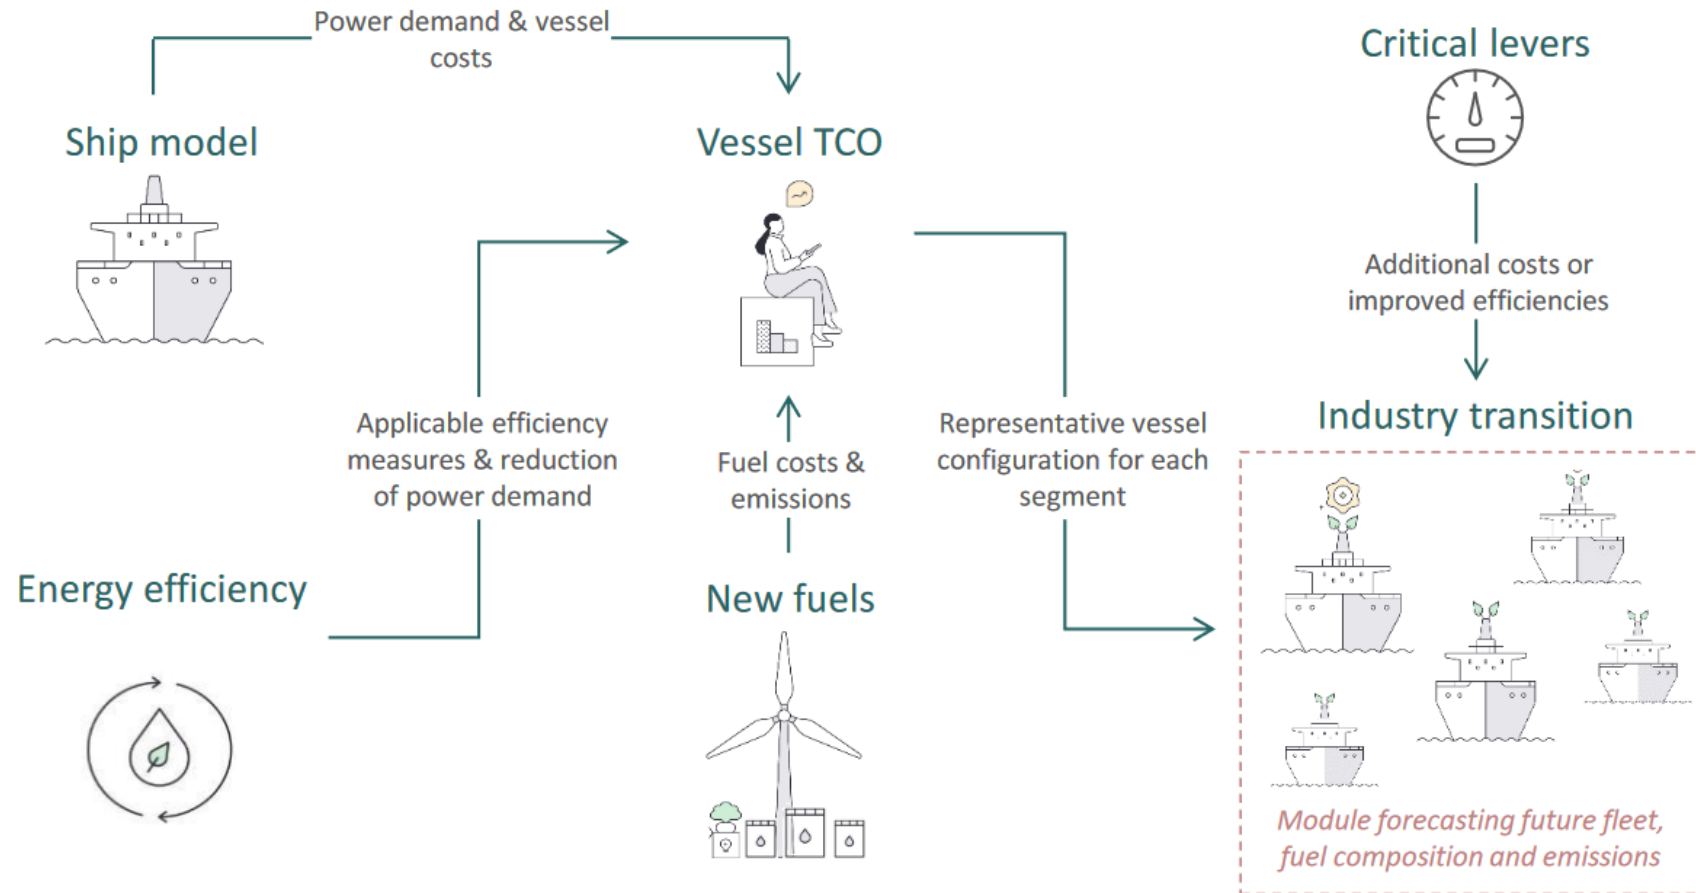 Power demand & vessel
costs
Critical levers
Ship model
Vessel TCO
Additional costs or
improved efficiencies
Applicable efficiency
measures & reduction
of power demand
Fuel costs &
emissions
Representative vessel
configuration for each
segment
Industry transition
Energy efficiency
New fuels
Module forecasting future fleet,
fuel composition and emissions